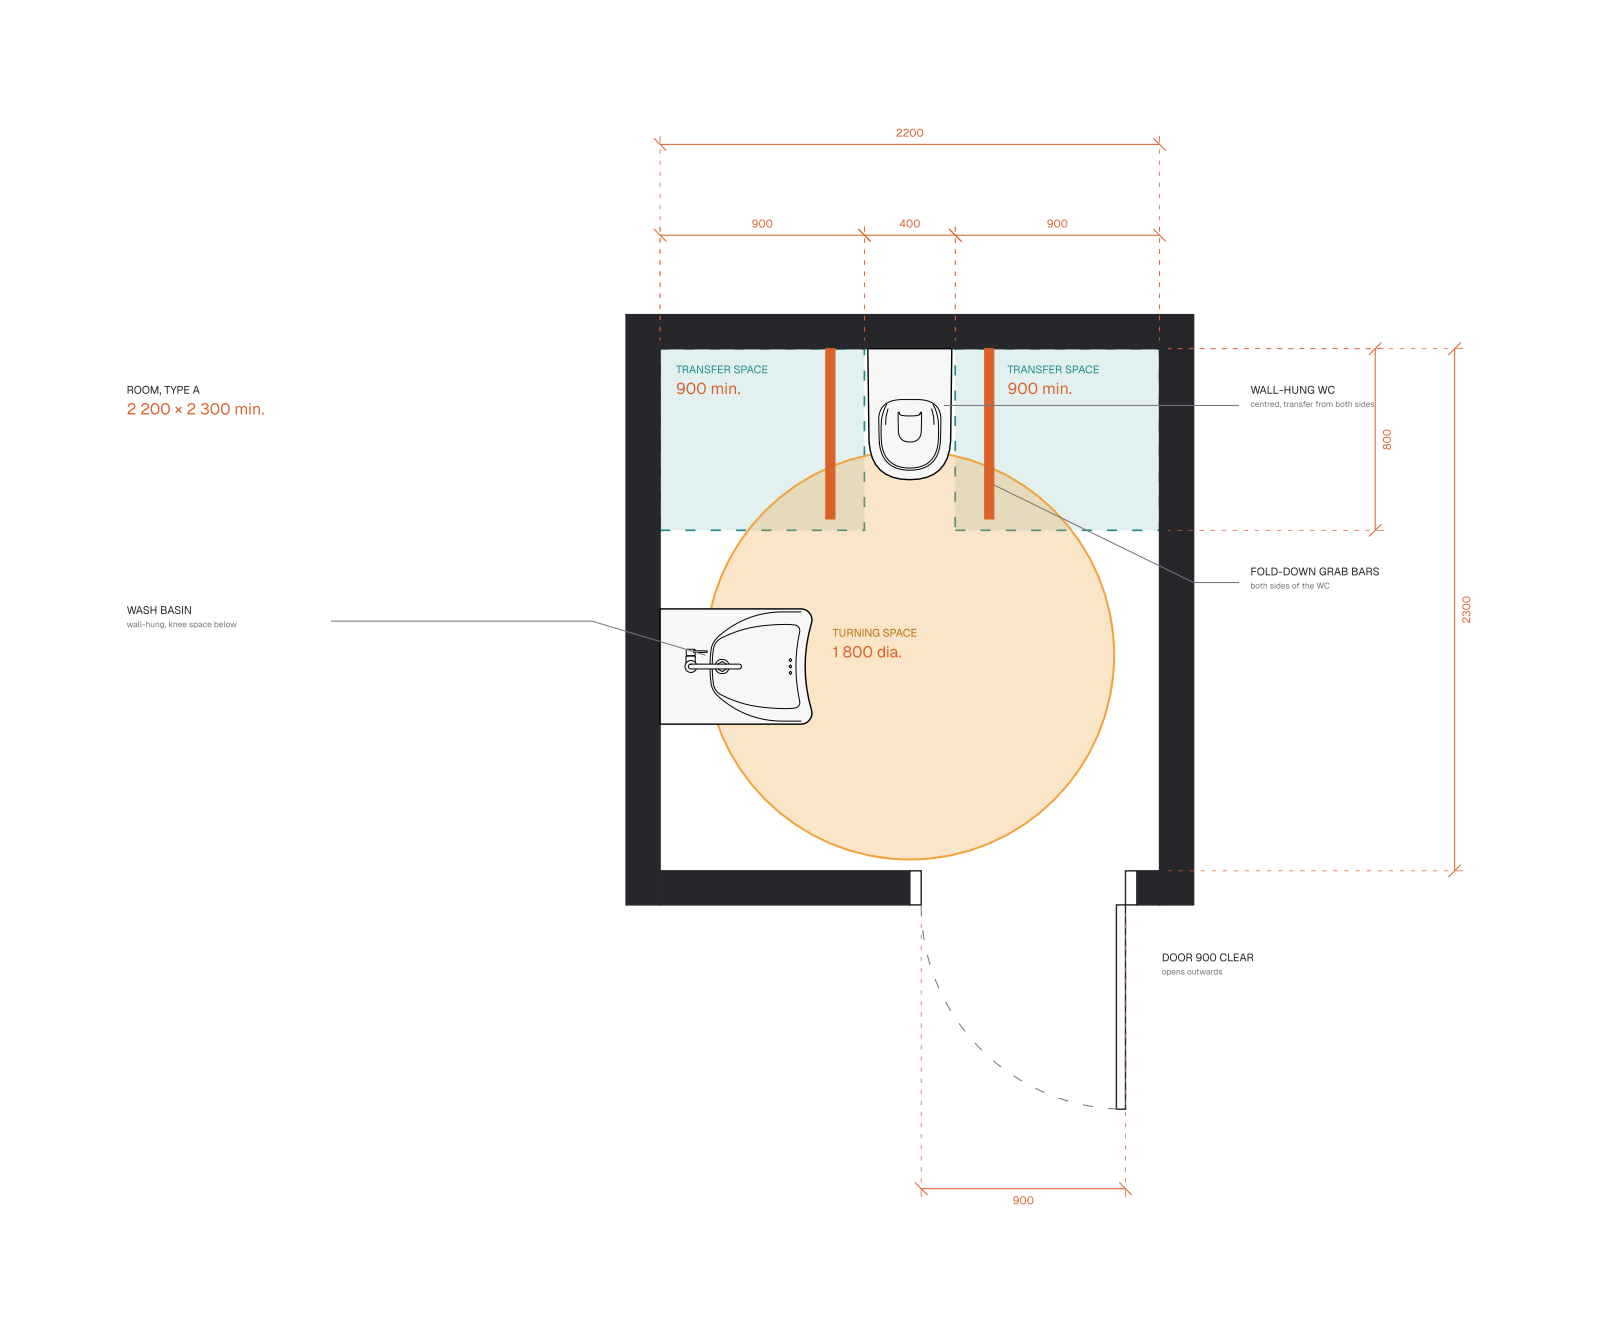 2200
900
400
900
TRANSFER SPACE
900 min.
TRANSFER SPACE
900 min.
ROOM, TYPE A
2 200 × 2 300 min.
WALL-HUNG WC
centred, transfer from both sides
800
FOLD-DOWN GRAB BARS
both sides of the WC
2300
WASH BASIN
wall-hung, knee space below
TURNING SPACE
1 800 dia.
DOOR 900 CLEAR
opens outwards
900